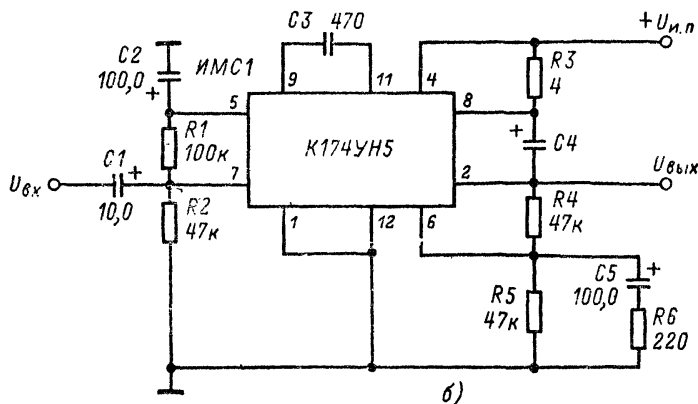 C3 470
+ Uи.п
C2
100,0
+
ИМС1
9
11
4
R3
4
5
8
R1
100к
К174УН5
+
C4
C1
+
Uвх
10,0
7
2
Uвых
R2
47к
R4
47к
1
12
6
C5
100,0
+
R5
47к
R6
220
б)